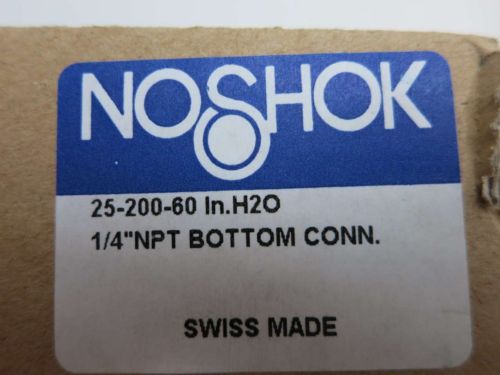 NOSHOK
25-200-60 In.H2O
1/4"NPT BOTTOM CONN.
SWISS MADE